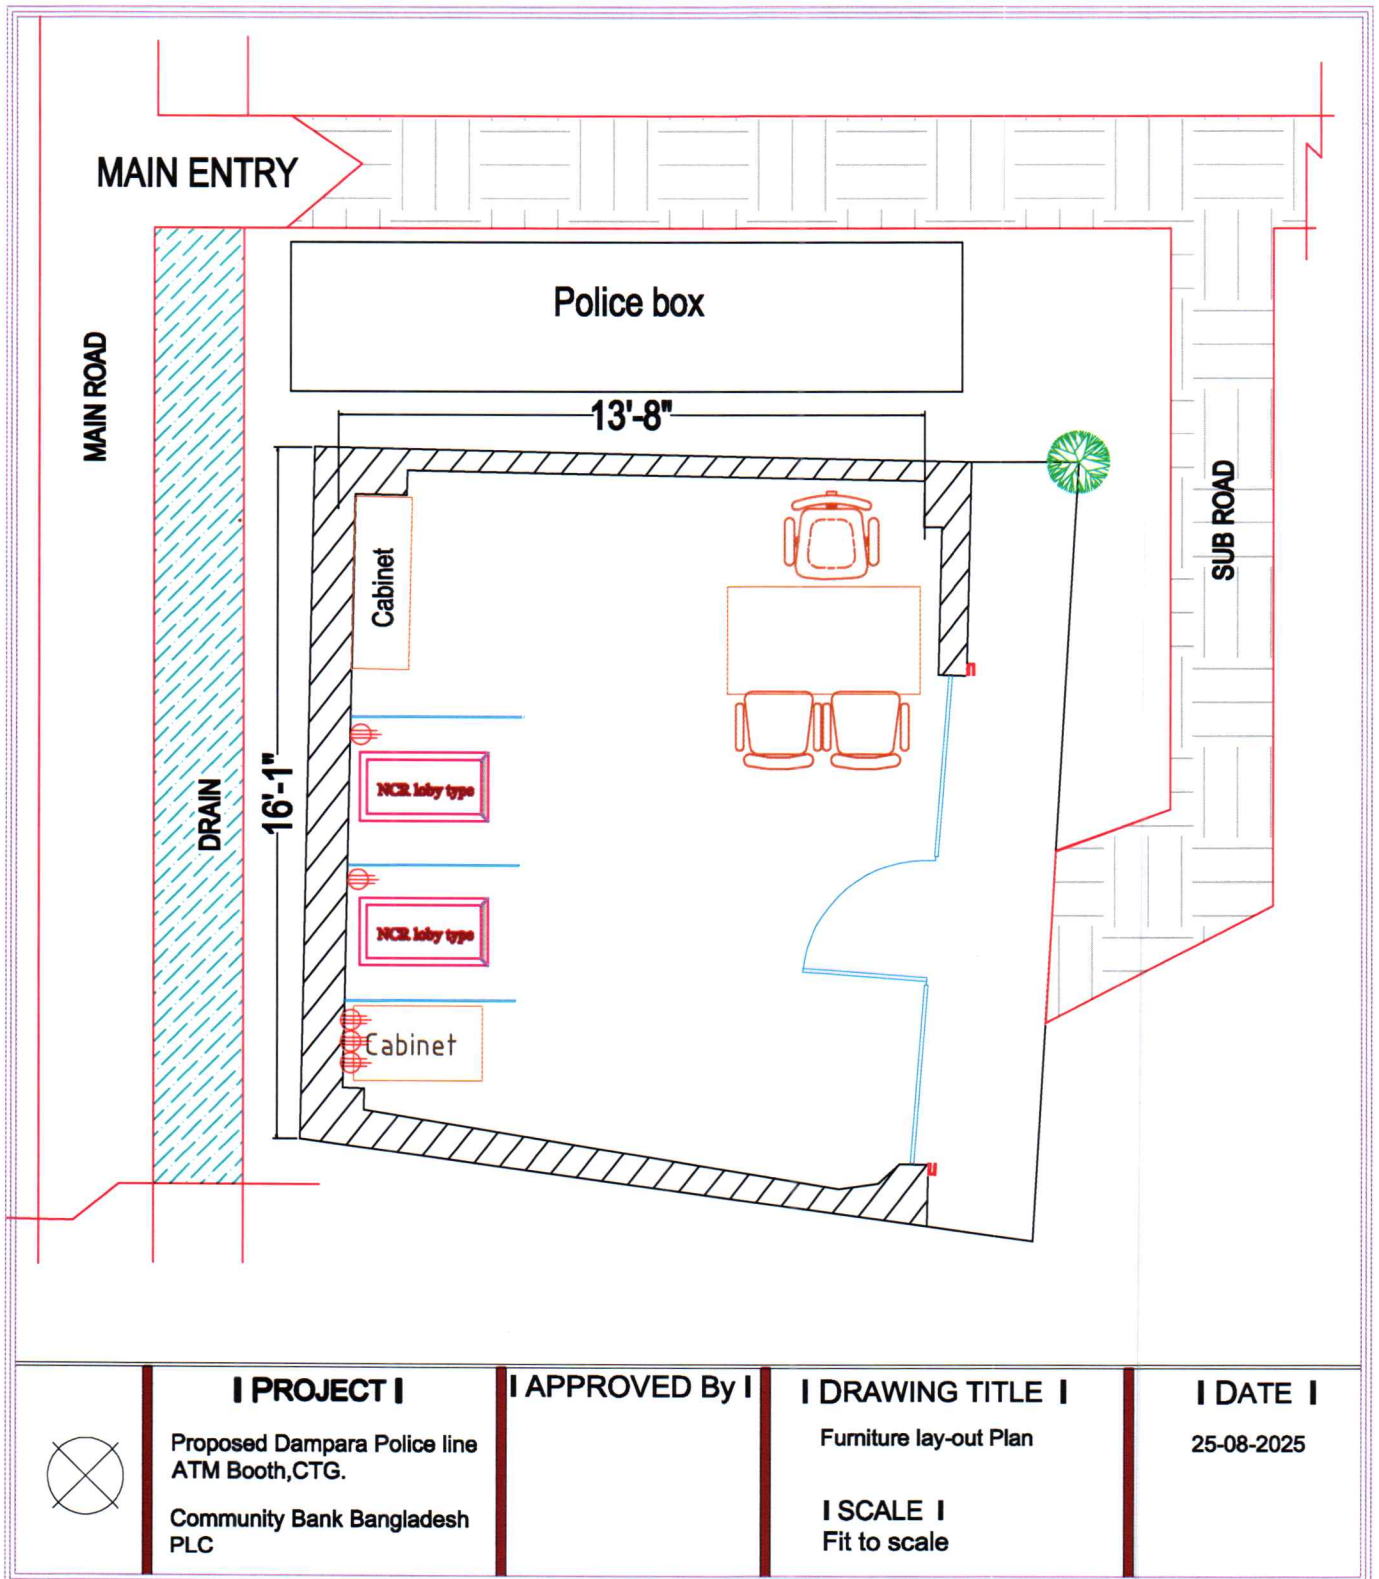 MAIN ENTRY
Police box
MAIN ROAD
13'-8"
SUB ROAD
Cabinet
16'-1"
DRAIN
NCR loby type
NCR loby type
Cabinet
PROJECT
Proposed Dampara Police line
ATM Booth,CTG.
Community Bank Bangladesh
PLC
APPROVED By
DRAWING TITLE
Furniture lay-out Plan
SCALE
Fit to scale
DATE
25-08-2025